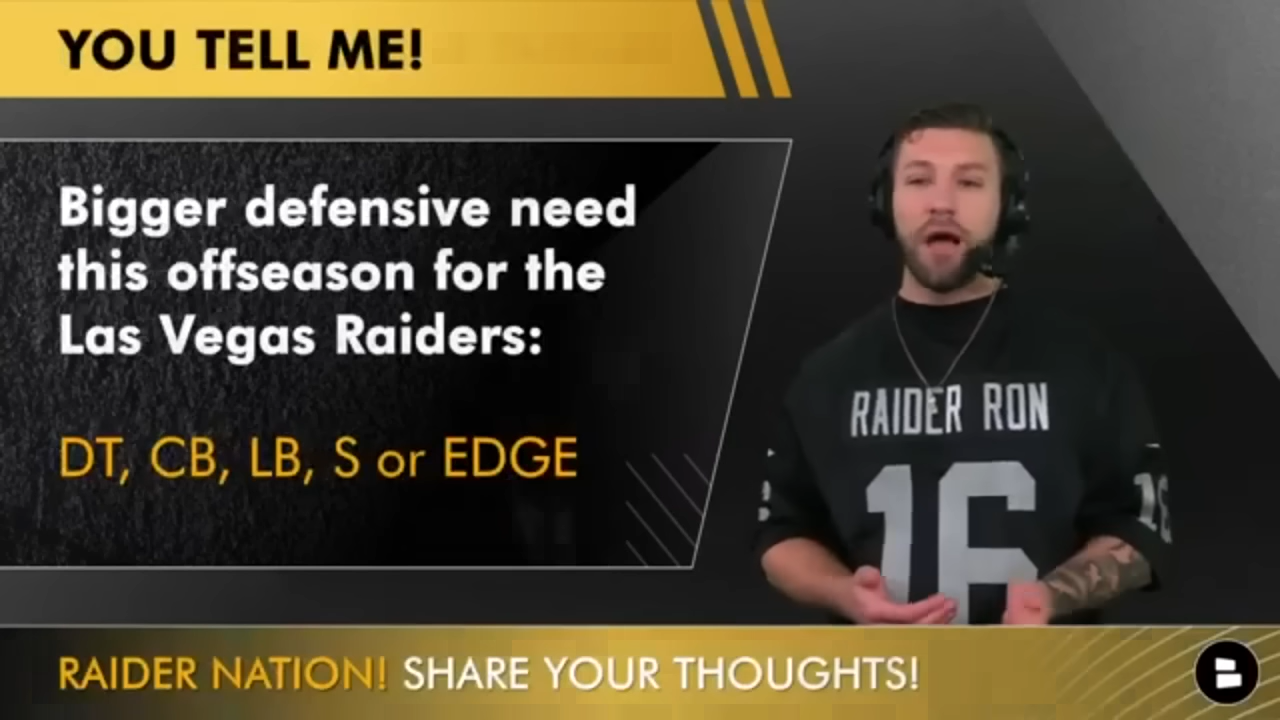 YOU TELL ME!
Bigger defensive need
this offseason for the
Las Vegas Raiders:
DT, CB, LB, S or EDGE
RAIDER RON
16
16
RAIDER NATION! SHARE YOUR THOUGHTS!